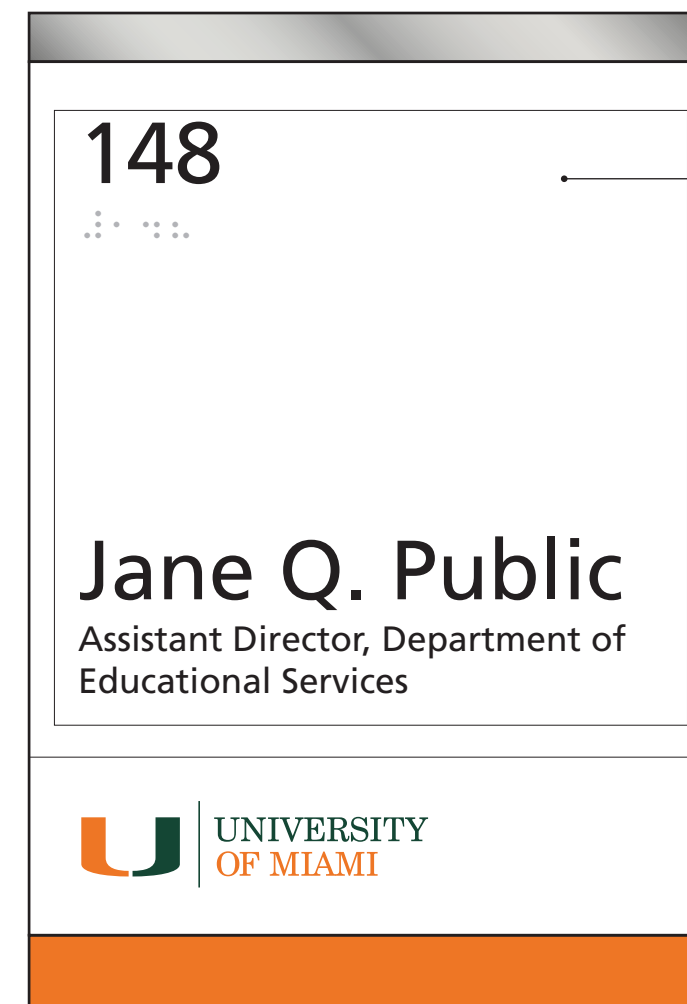 148
⠼⠁⠙⠓
Jane Q. Public
Assistant Director, Department of
Educational Services
UNIVERSITY
OF MIAMI